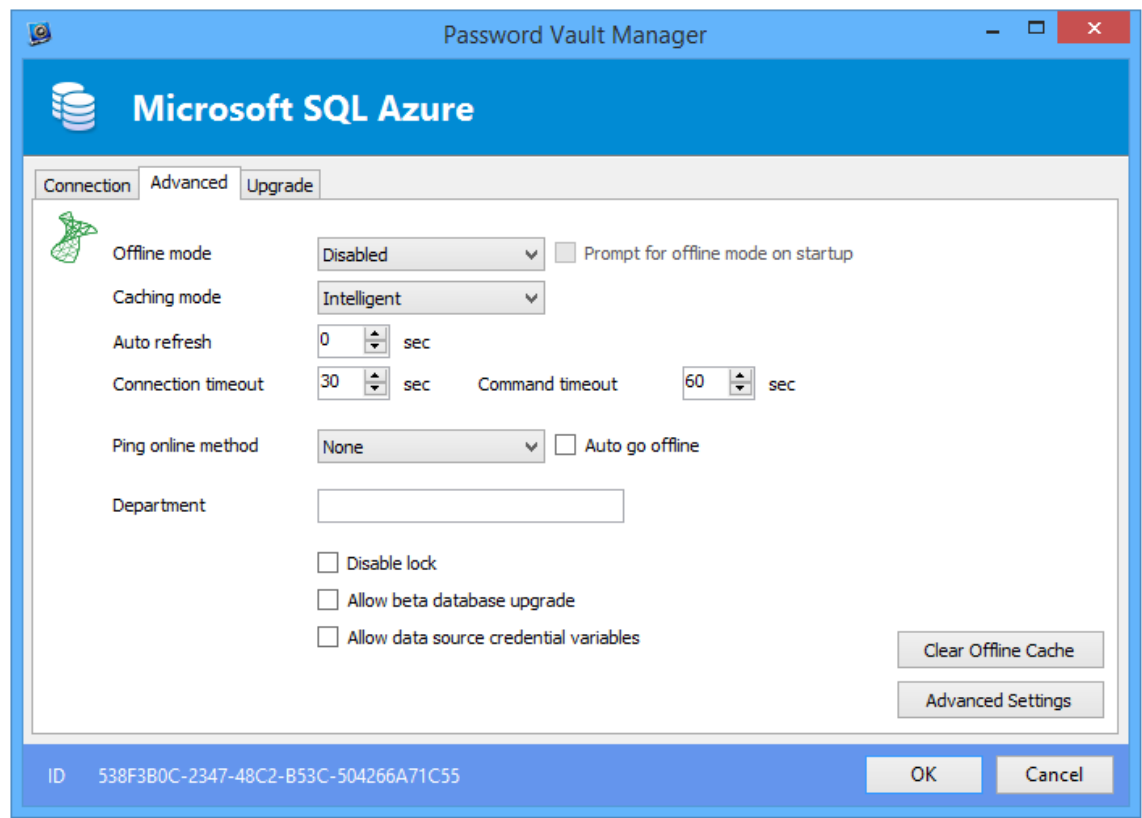 Password Vault Manager
Microsoft SQL Azure
Connection Advanced Upgrade
Offline mode Disabled Prompt for offline mode on startup
Caching mode Intelligent
Auto refresh 0 sec
Connection timeout 30 sec Command timeout 60 sec
Ping online method None Auto go offline
Department
Disable lock
Allow beta database upgrade
Allow data source credential variables
Clear Offline Cache
Advanced Settings
ID 538F3B0C-2347-48C2-B53C-504266A71C55 OK Cancel